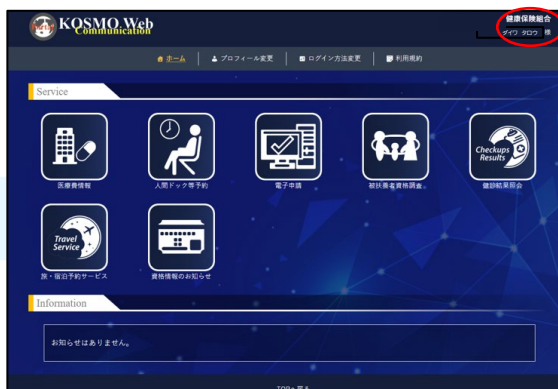 PORTAL
KOSMO Web
Communication
健康保険組合
ダイワ タロウ 様
ホーム
プロフィール変更
ログイン方法変更
利用規約
Service
医療費情報
人間ドック等予約
電子申請
被扶養者資格調査
Checkups
Results
健診結果照会
Travel
Service
旅・宿泊予約サービス
資格情報のお知らせ
Information
お知らせはありません。
TOPへ戻る